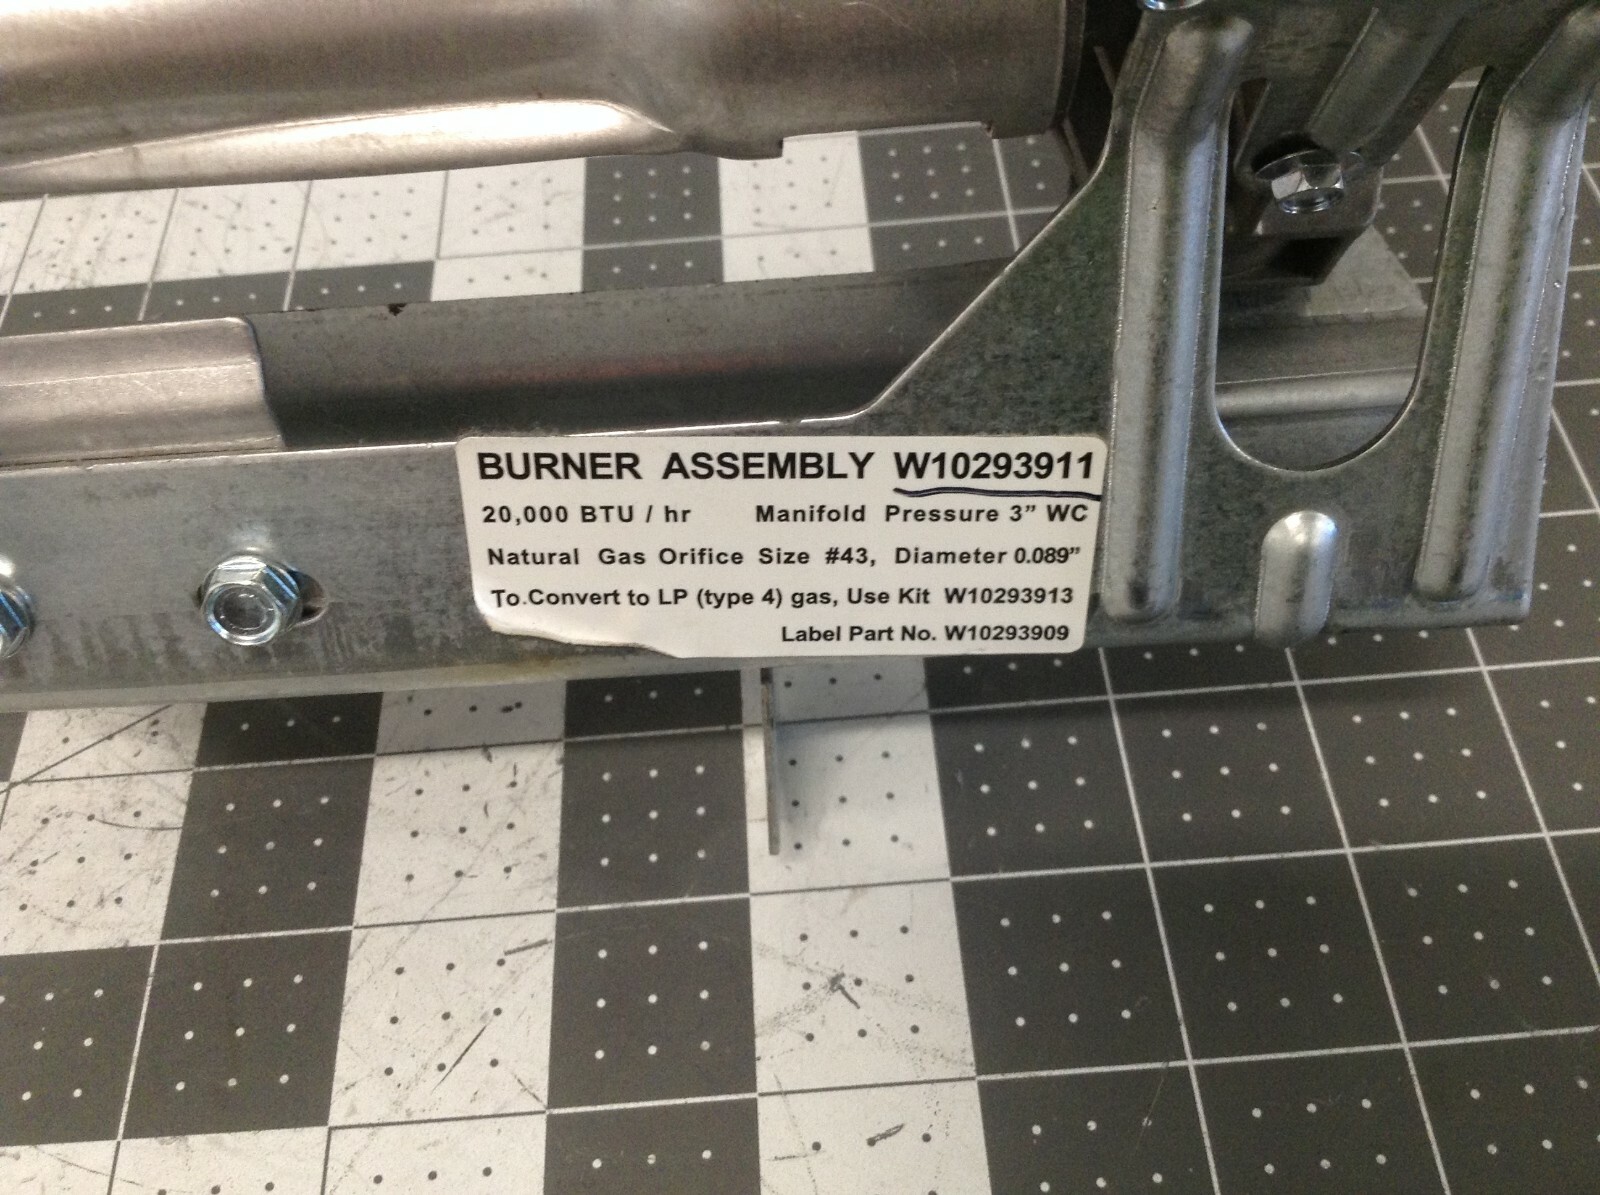 BURNER ASSEMBLY W10293911
20,000 BTU / hr Manifold Pressure 3" WC
Natural Gas Orifice Size #43, Diameter 0.089"
To.Convert to LP (type 4) gas, Use Kit W10293913
Label Part No. W10293909